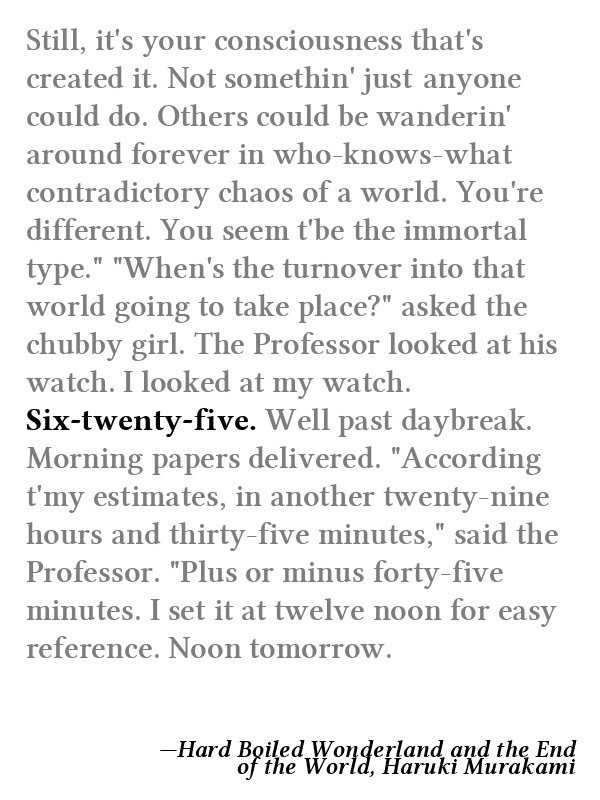 Still, it's your consciousness that's
created it. Not somethin' just anyone
could do. Others could be wanderin'
around forever in who-knows-what
contradictory chaos of a world. You're
different. You seem t'be the immortal
type." "When's the turnover into that
world going to take place?" asked the
chubby girl. The Professor looked at his
watch. I looked at my watch.
Six-twenty-five. Well past daybreak.
Morning papers delivered. "According
t'my estimates, in another twenty-nine
hours and thirty-five minutes," said the
Professor. "Plus or minus forty-five
minutes. I set it at twelve noon for easy
reference. Noon tomorrow.
—Hard Boiled Wonderland and the End
of the World, Haruki Murakami